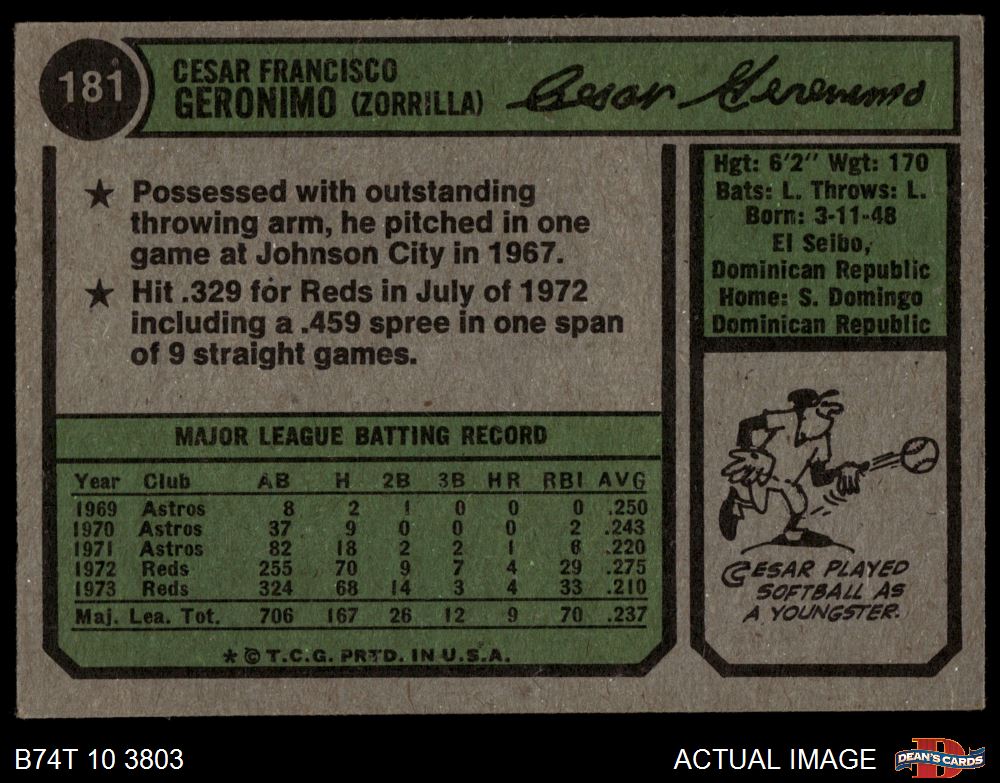 181
CESAR FRANCISCO
GERONIMO (ZORRILLA)
Cesar Geronimo
★ Possessed with outstanding
throwing arm, he pitched in one
game at Johnson City in 1967.
★ Hit .329 for Reds in July of 1972
including a .459 spree in one span
of 9 straight games.
Hgt: 6'2" Wgt: 170
Bats: L. Throws: L.
Born: 3-11-48
El Seibo,
Dominican Republic
Home: S. Domingo
Dominican Republic
MAJOR LEAGUE BATTING RECORD
Year Club AB H 2B 3B HR RBI AVG
1969 Astros 8 2 1 0 0 0 .250
1970 Astros 37 9 0 0 0 2 .243
1971 Astros 82 18 2 2 1 6 .220
1972 Reds 255 70 9 7 4 29 .275
1973 Reds 324 68 14 3 4 33 .210
Maj. Lea. Tot. 706 167 26 12 9 70 .237
* © T.C.G. PRTD. IN U.S.A.
CESAR PLAYED
SOFTBALL AS
A YOUNGSTER.
B74T 10 3803
ACTUAL IMAGE
D
DEAN'S CARDS